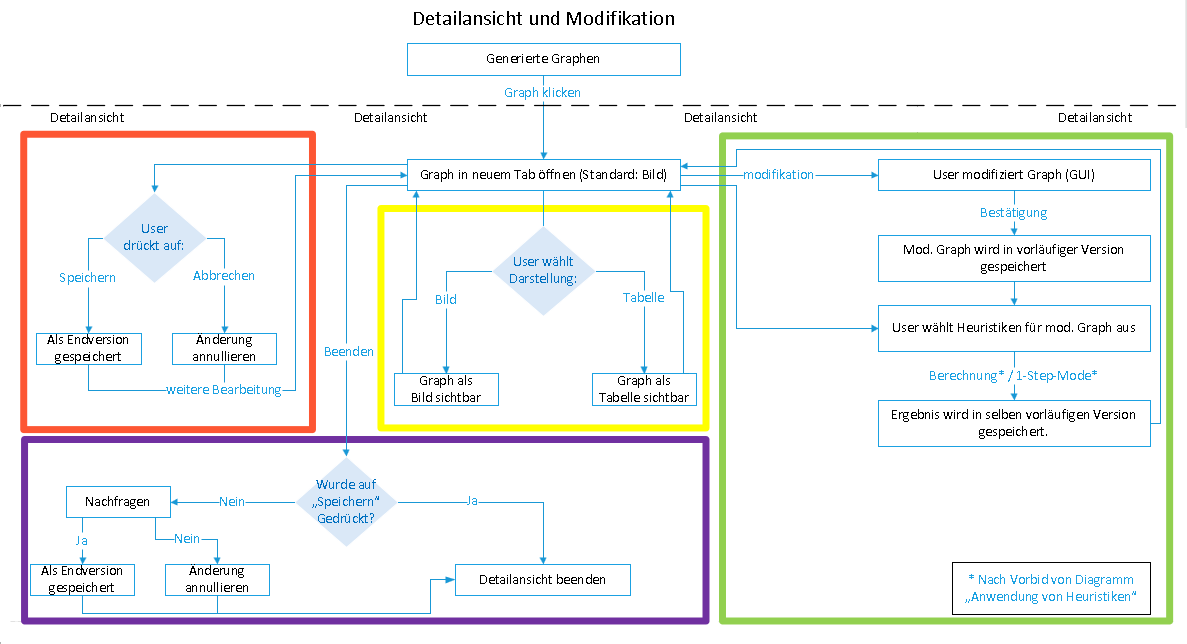 Detailansicht und Modifikation
Generierte Graphen
Graph klicken
Detailansicht
Detailansicht
Detailansicht
Detailansicht
Graph in neuem Tab öffnen (Standard: Bild)
modifikation
User modifiziert Graph (GUI)
Bestätigung
Mod. Graph wird in vorläufiger Version
gespeichert
User wählt Heuristiken für mod. Graph aus
Berechnung* / 1-Step-Mode*
Ergebnis wird in selben vorläufigen Version
gespeichert.
* Nach Vorbid von Diagramm
„Anwendung von Heuristiken“
User
drückt auf:
Speichern
Abbrechen
Als Endversion
gespeichert
Änderung
annullieren
weitere Bearbeitung
Beenden
User wählt
Darstellung:
Bild
Tabelle
Graph als
Bild sichtbar
Graph als
Tabelle sichtbar
Wurde auf
„Speichern“
Gedrückt?
Nein
Ja
Nachfragen
Ja
Nein
Als Endversion
gespeichert
Änderung
annullieren
Detailansicht beenden